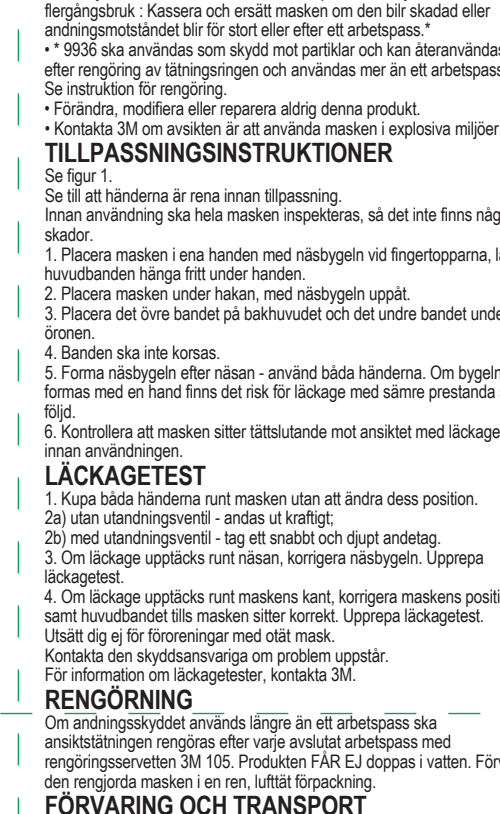 flergångsbruk : Kassera och ersätt masken om den bilr skadad eller
andningsmotståndet blir för stort eller efter ett arbetspass.*
• * 9936 ska användas som skydd mot partiklar och kan återanvändas
efter rengöring av tätningsringen och användas mer än ett arbetspass
Se instruktion för rengöring.
• Förändra, modifiera eller reparera aldrig denna produkt.
• Kontakta 3M om avsikten är att använda masken i explosiva miljöer
TILLPASSNINGSINSTRUKTIONER
Se figur 1.
Se till att händerna är rena innan tillpassning.
Innan användning ska hela masken inspekteras, så det inte finns någ
skador.
1. Placera masken i ena handen med näsbygeln vid fingertopparna, l
huvudbanden hänga fritt under handen.
2. Placera masken under hakan, med näsbygeln uppåt.
3. Placera det övre bandet på bakhuvudet och det undre bandet unde
öronen.
4. Banden ska inte korsas.
5. Forma näsbygeln efter näsan - använd båda händerna. Om bygeln
formas med en hand finns det risk för läckage med sämre prestanda
följd.
6. Kontrollera att masken sitter tättslutande mot ansiktet med läckage
innan användningen.
LÄCKAGETEST
1. Kupa båda händerna runt masken utan att ändra dess position.
2a) utan utandningsventil - andas ut kraftigt;
2b) med utandningsventil - tag ett snabbt och djupt andetag.
3. Om läckage upptäcks runt näsan, korrigera näsbygeln. Upprepa
läckagetest.
4. Om läckage upptäcks runt maskens kant, korrigera maskens positi
samt huvudbandet tills masken sitter korrekt. Upprepa läckagetest.
Utsätt dig ej för föroreningar med otät mask.
Kontakta den skyddsansvariga om problem uppstår.
För information om läckagetester, kontakta 3M.
RENGÖRNING
Om andningsskyddet används längre än ett arbetspass ska
ansiktstätningen rengöras efter varje avslutat arbetspass med
rengöringsservetten 3M 105. Produkten FÅR EJ doppas i vatten. Förv
den rengjorda masken i en ren, lufttät förpackning.
FÖRVARING OCH TRANSPORT